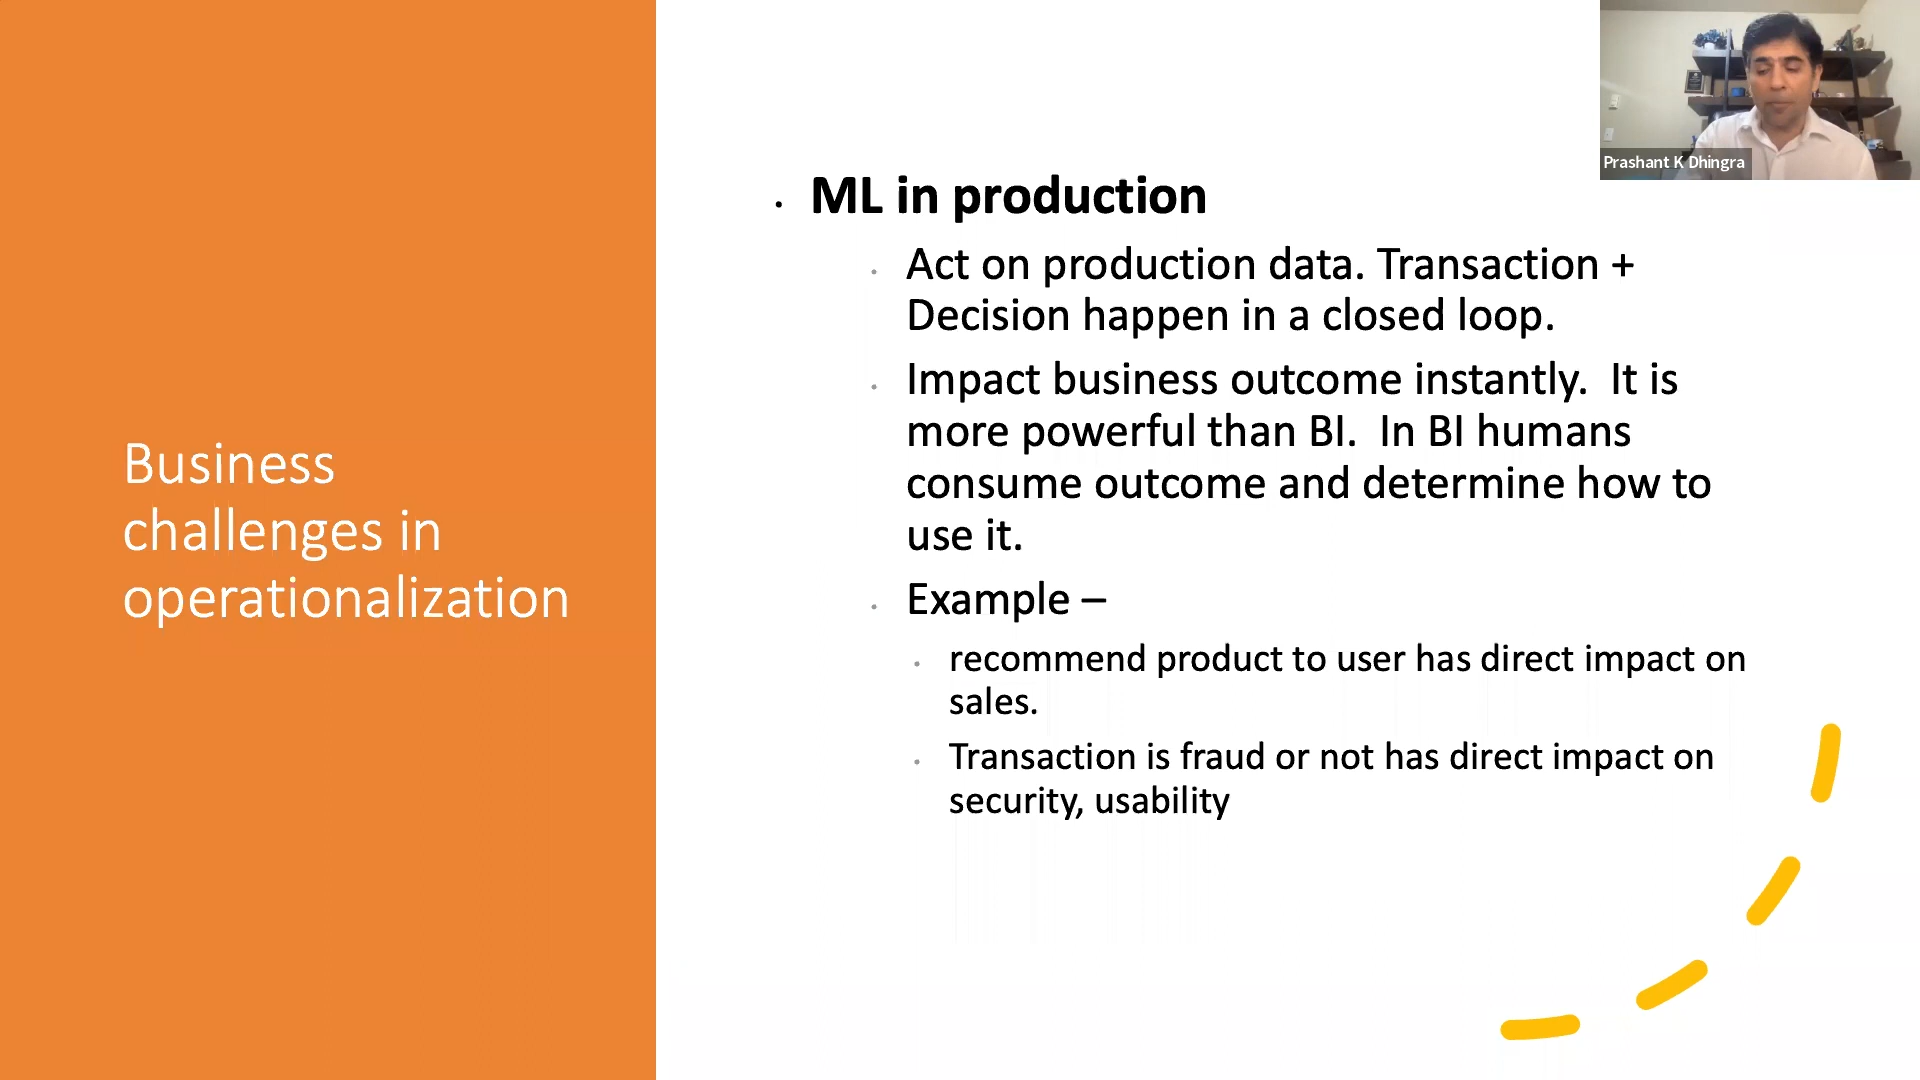 Business
challenges in
operationalization
• ML in production
• Act on production data. Transaction +
Decision happen in a closed loop.
• Impact business outcome instantly.  It is
more powerful than BI.  In BI humans
consume outcome and determine how to
use it.
• Example –
• recommend product to user has direct impact on
sales.
• Transaction is fraud or not has direct impact on
security, usability
Prashant K Dhingra